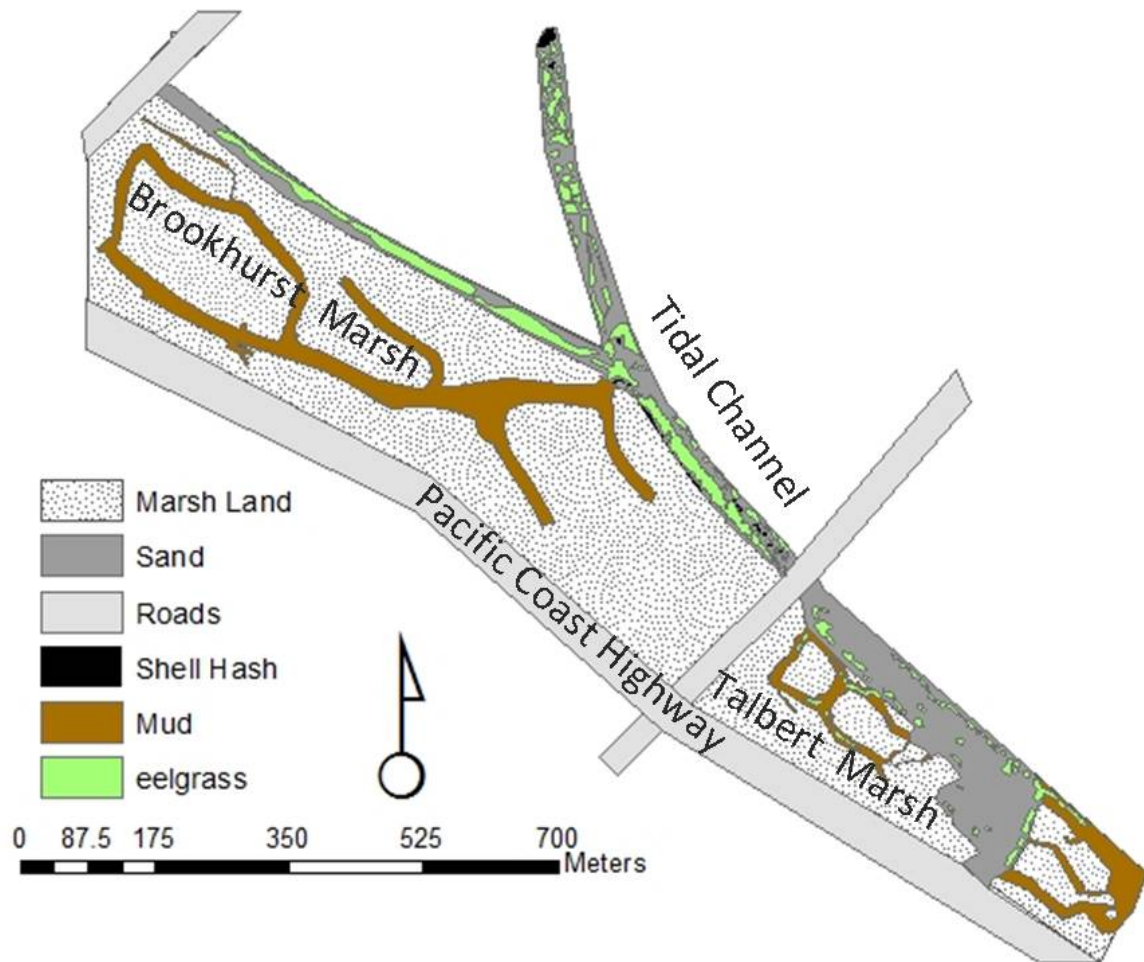 Brookhurst Marsh
Tidal Channel
Pacific Coast Highway
Talbert Marsh
Marsh Land
Sand
Roads
Shell Hash
Mud
eelgrass
0 87.5 175 350 525 700
Meters